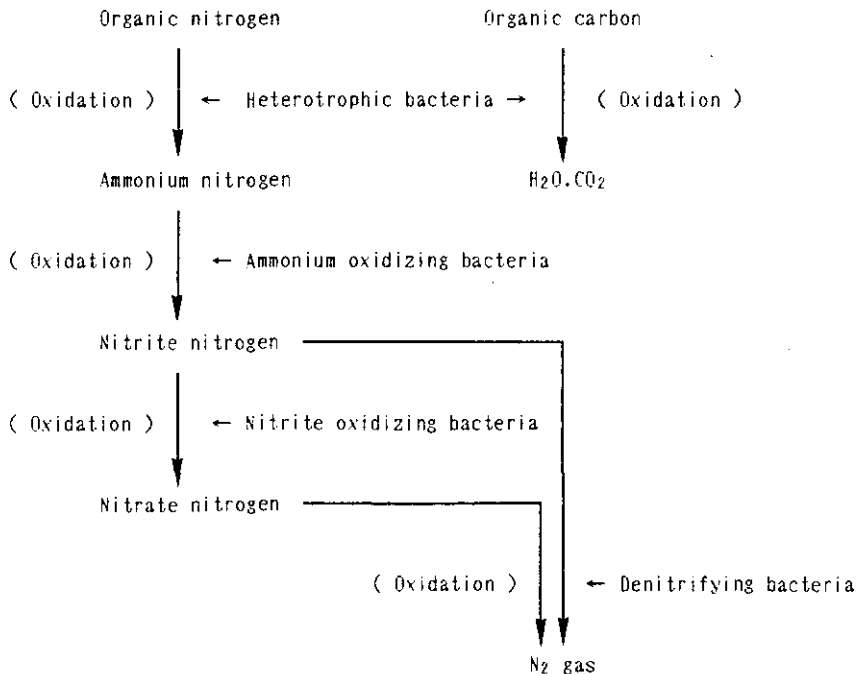 Organic nitrogen Organic carbon
( Oxidation ) ← Heterotrophic bacteria → ( Oxidation )
Ammonium nitrogen H2O.CO2
( Oxidation ) ← Ammonium oxidizing bacteria
Nitrite nitrogen
( Oxidation ) ← Nitrite oxidizing bacteria
Nitrate nitrogen
( Oxidation ) ← Denitrifying bacteria
N2 gas